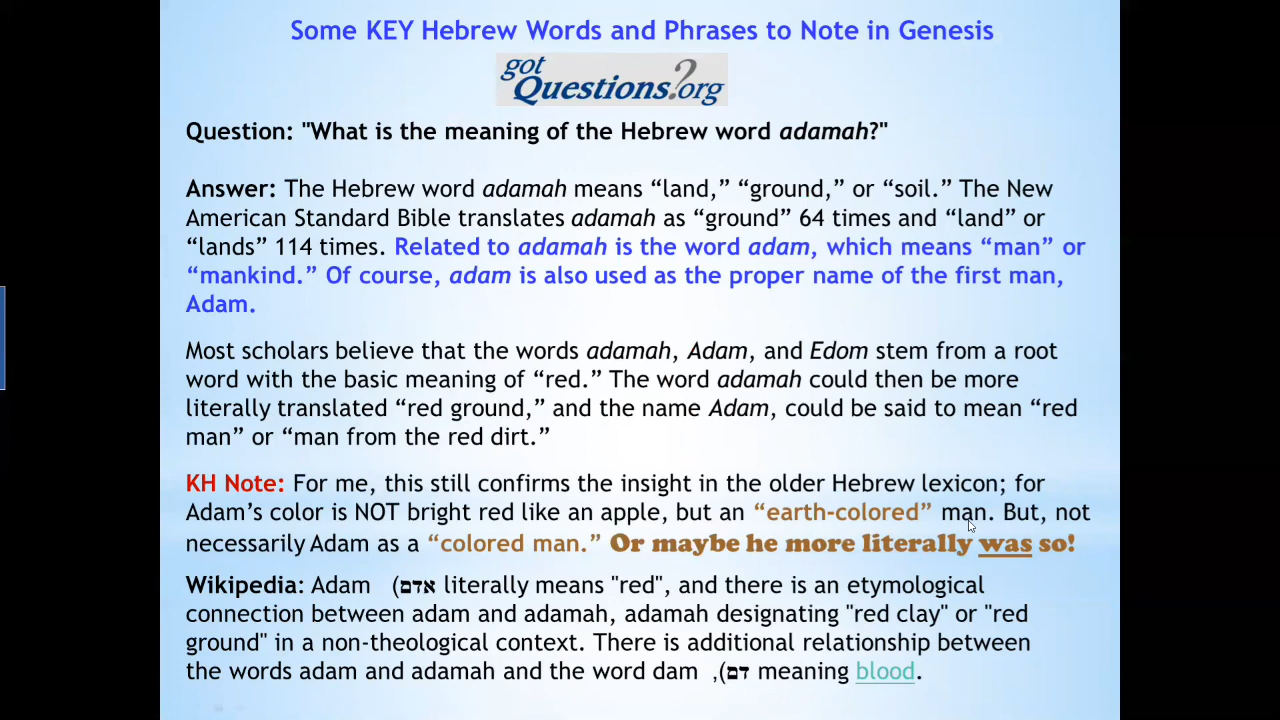 Some KEY Hebrew Words and Phrases to Note in Genesis
got
Questions?.org
Question: "What is the meaning of the Hebrew word adamah?"
Answer: The Hebrew word adamah means “land,” “ground,” or “soil.” The New
American Standard Bible translates adamah as “ground” 64 times and “land” or
“lands” 114 times. Related to adamah is the word adam, which means “man” or
“mankind.” Of course, adam is also used as the proper name of the first man,
Adam.
Most scholars believe that the words adamah, Adam, and Edom stem from a root
word with the basic meaning of “red.” The word adamah could then be more
literally translated “red ground,” and the name Adam, could be said to mean “red
man” or “man from the red dirt.”
KH Note: For me, this still confirms the insight in the older Hebrew lexicon; for
Adam’s color is NOT bright red like an apple, but an “earth-colored” man. But, not
necessarily Adam as a “colored man.” Or maybe he more literally was so!
Wikipedia: Adam (אדם literally means "red", and there is an etymological
connection between adam and adamah, adamah designating "red clay" or "red
ground" in a non-theological context. There is additional relationship between
the words adam and adamah and the word dam ,(דם meaning blood.